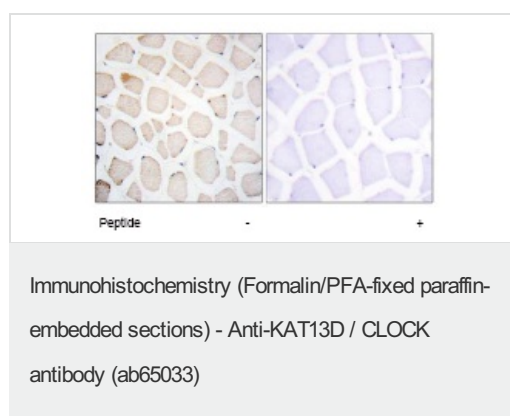 Peptide - +
Immunohistochemistry (Formalin/PFA-fixed paraffin-
embedded sections) - Anti-KAT13D / CLOCK
antibody (ab65033)